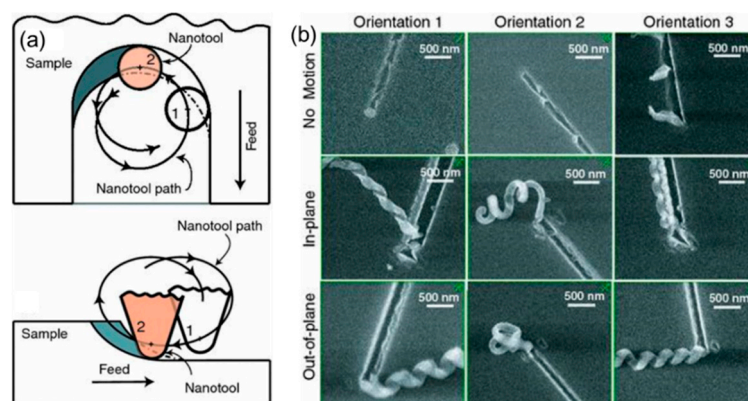 (a)
Nanotool
Sample
2
1
Feed
Nanotool path
Nanotool path
Sample
2
1
Feed
Nanotool
(b)
Orientation 1
Orientation 2
Orientation 3
No Motion
500 nm
500 nm
500 nm
In-plane
500 nm
500 nm
500 nm
Out-of-plane
500 nm
500 nm
500 nm